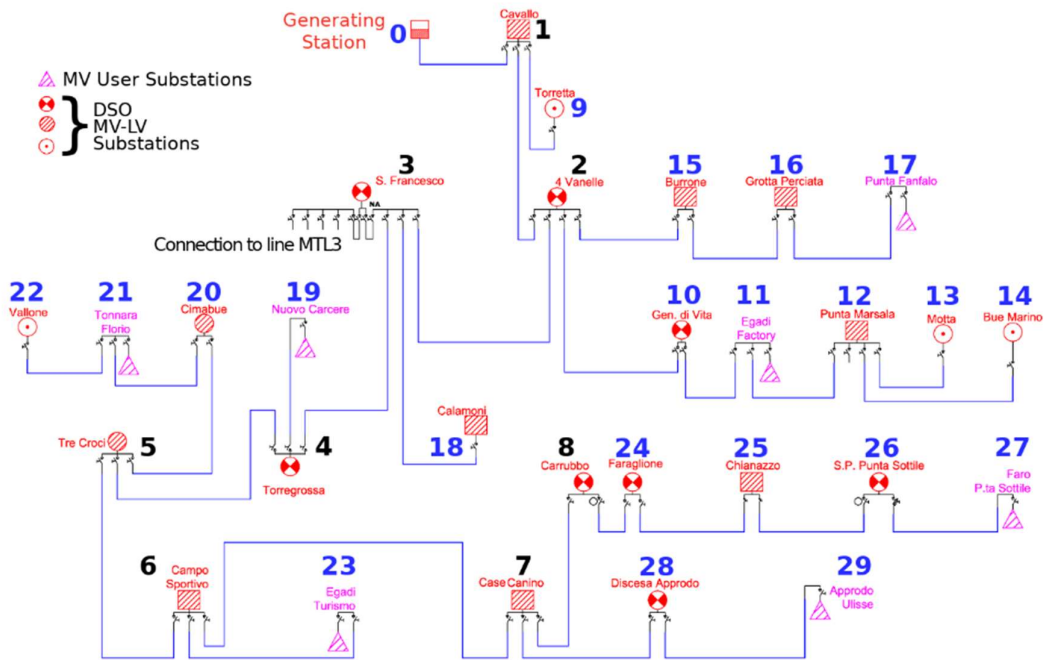 Generating
Station
0
Cavallo
1
MV User Substations
DSO
MV-LV
Substations
Torretta
9
3
S. Francesco
NA
Connection to line MTL3
2
4 Vanelle
15
Burrone
16
Grotta Perciata
17
Punta Fanfalo
22
Vallone
21
Tonnara
Florio
20
Cimabue
19
Nuovo Carcere
10
Gen. di Vita
11
Egadi
Factory
12
Punta Marsala
13
Motta
14
Bue Marino
Tre Croci
5
4
Torregrossa
Calamoni
18
8
Carrubbo
24
Faraglione
25
Chianazzo
26
S.P. Punta Sottile
27
Faro
P.ta Sottile
6
Campo
Sportivo
23
Egadi
Turismo
7
Case Canino
28
Discesa Approdo
29
Approdo
Ulisse